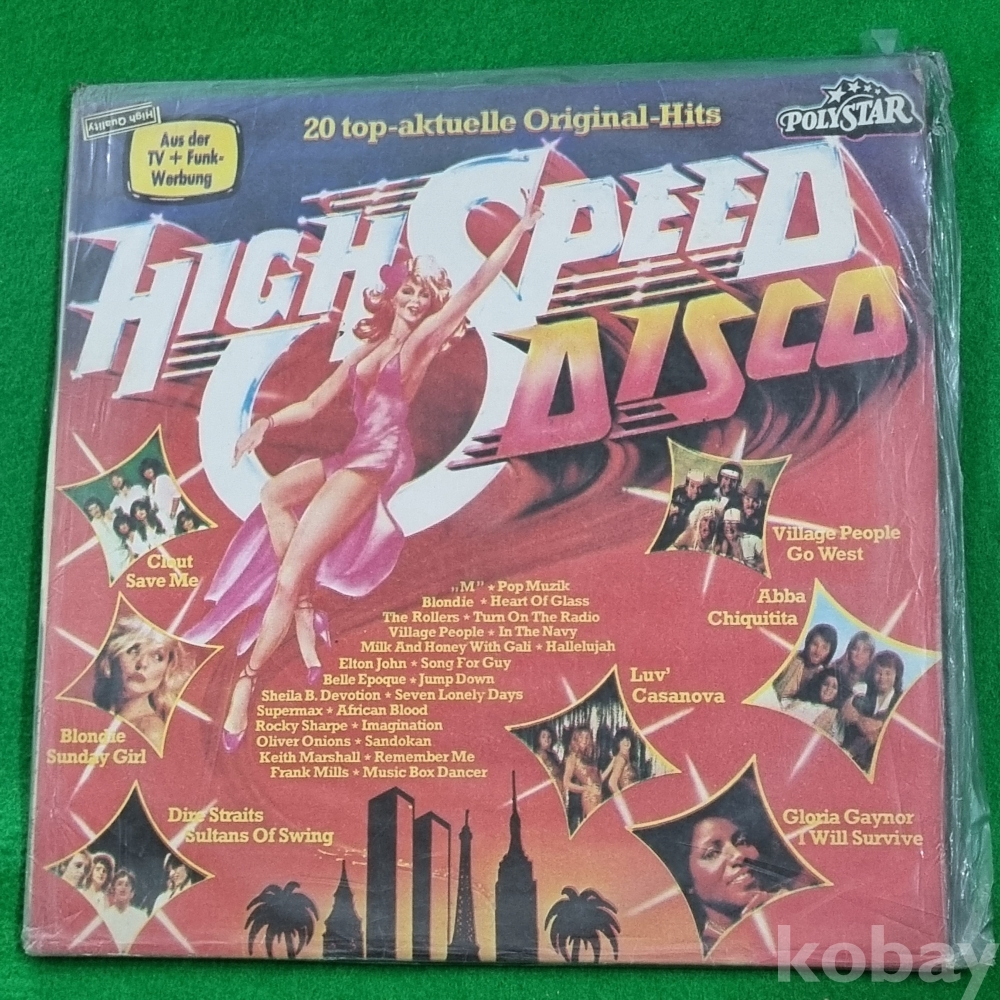 High Quality
Aus der
TV + Funk-
Werbung
20 top-aktuelle Original-Hits
POLYSTAR
HIGH SPEED
DISCO
Clout
Save Me
Village People
Go West
Abba
Chiquitita
„M” ★ Pop Muzik
Blondie ★ Heart Of Glass
The Rollers ★ Turn On The Radio
Village People ★ In The Navy
Milk And Honey With Gali ★ Hallelujah
Elton John ★ Song For Guy
Belle Epoque ★ Jump Down
Sheila B. Devotion ★ Seven Lonely Days
Supermax ★ African Blood
Rocky Sharpe ★ Imagination
Oliver Onions ★ Sandokan
Keith Marshall ★ Remember Me
Frank Mills ★ Music Box Dancer
Luv'
Casanova
Blondie
Sunday Girl
Dire Straits
Sultans Of Swing
Gloria Gaynor
I Will Survive
kobay